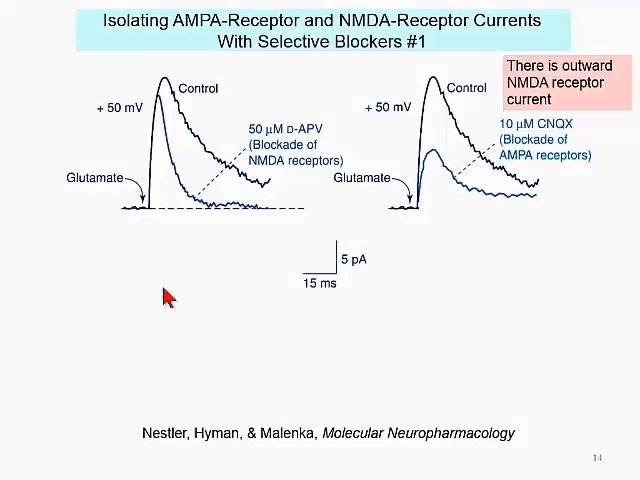 Isolating AMPA-Receptor and NMDA-Receptor Currents
With Selective Blockers #1
There is outward
NMDA receptor
current
+ 50 mV
Control
50 μM D-APV
(Blockade of
NMDA receptors)
Glutamate
+ 50 mV
Control
10 μM CNQX
(Blockade of
AMPA receptors)
Glutamate
5 pA
15 ms
Nestler, Hyman, & Malenka, Molecular Neuropharmacology
14